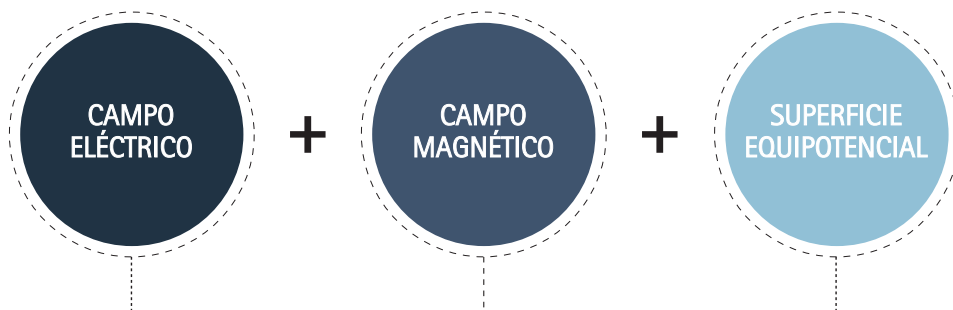 CAMPO
ELÉCTRICO
+
CAMPO
MAGNÉTICO
+
SUPERFICIE
EQUIPOTENCIAL